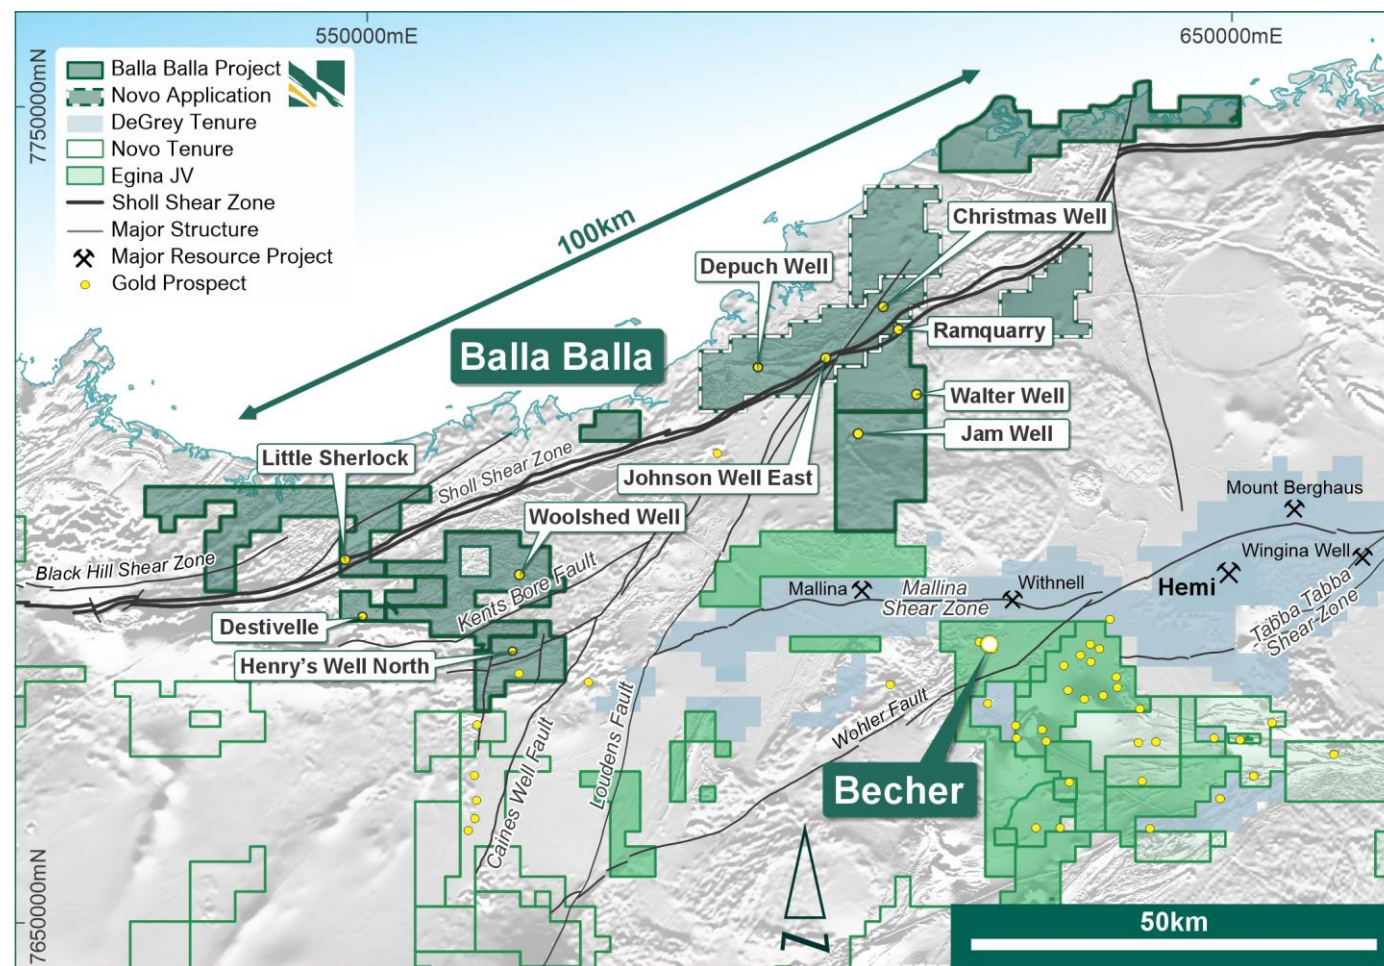 550000mE
650000mE
7750000mN
Balla Balla Project
Novo Application
DeGrey Tenure
Novo Tenure
Egina JV
Sholl Shear Zone
Major Structure
Major Resource Project
Gold Prospect
100km
Christmas Well
Depuch Well
Ramquarry
Balla Balla
Walter Well
Jam Well
Little Sherlock
Sholl Shear Zone
Johnson Well East
Woolshed Well
Mount Berghaus
Black Hill Shear Zone
Kents Bore Fault
Wingina Well
Hemi
Mallina
Mallina
Shear Zone
Withnell
Tabba Tabba
Shear Zone
Destivelle
Henry's Well North
Wohler Fault
Loudens Fault
Caines Well Fault
Becher
7650000mN
N
50km